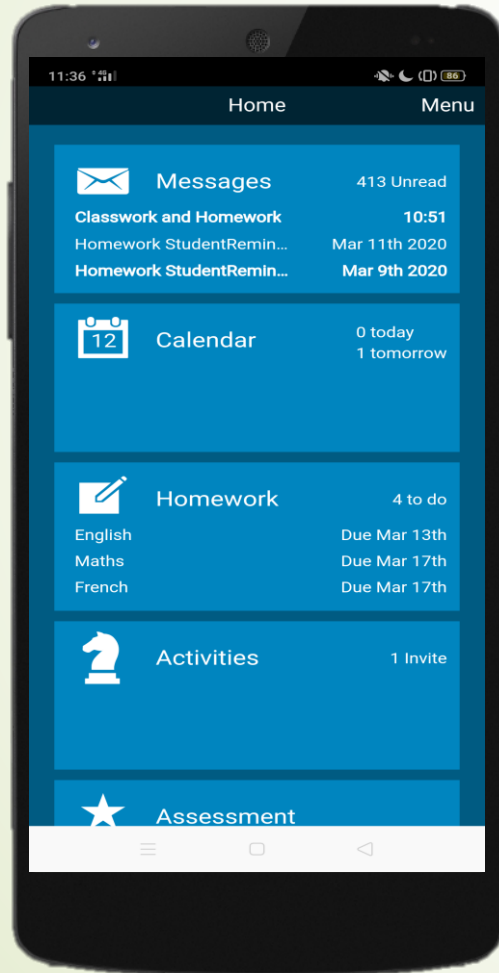 11:36 4G 86
Home Menu
Messages 413 Unread
Classwork and Homework 10:51
Homework StudentRemin... Mar 11th 2020
Homework StudentRemin... Mar 9th 2020
12 Calendar 0 today
1 tomorrow
Homework 4 to do
English Due Mar 13th
Maths Due Mar 17th
French Due Mar 17th
Activities 1 Invite
Assessment